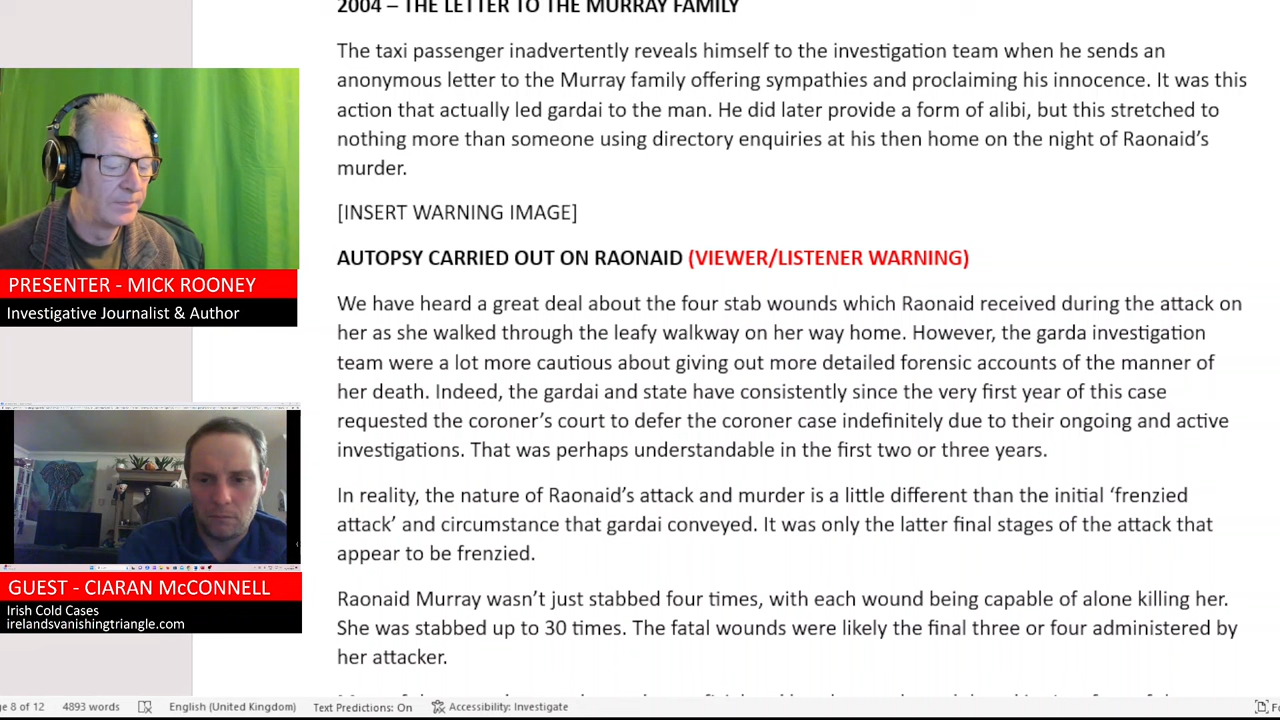 2004 – THE LETTER TO THE MURRAY FAMILY
The taxi passenger inadvertently reveals himself to the investigation team when he sends an
anonymous letter to the Murray family offering sympathies and proclaiming his innocence. It was this
action that actually led gardai to the man. He did later provide a form of alibi, but this stretched to
nothing more than someone using directory enquiries at his then home on the night of Raonaid’s
murder.
[INSERT WARNING IMAGE]
AUTOPSY CARRIED OUT ON RAONAID (VIEWER/LISTENER WARNING)
We have heard a great deal about the four stab wounds which Raonaid received during the attack on
her as she walked through the leafy walkway on her way home. However, the garda investigation
team were a lot more cautious about giving out more detailed forensic accounts of the manner of
her death. Indeed, the gardai and state have consistently since the very first year of this case
requested the coroner’s court to defer the coroner case indefinitely due to their ongoing and active
investigations. That was perhaps understandable in the first two or three years.
In reality, the nature of Raonaid’s attack and murder is a little different than the initial ‘frenzied
attack’ and circumstance that gardai conveyed. It was only the latter final stages of the attack that
appear to be frenzied.
Raonaid Murray wasn’t just stabbed four times, with each wound being capable of alone killing her.
She was stabbed up to 30 times. The fatal wounds were likely the final three or four administered by
her attacker.
PRESENTER - MICK ROONEY
Investigative Journalist & Author
GUEST - CIARAN McCONNELL
Irish Cold Cases
irelandsvanishingtriangle.com
ge 8 of 12
4893 words
English (United Kingdom)
Text Predictions: On
Accessibility: Investigate